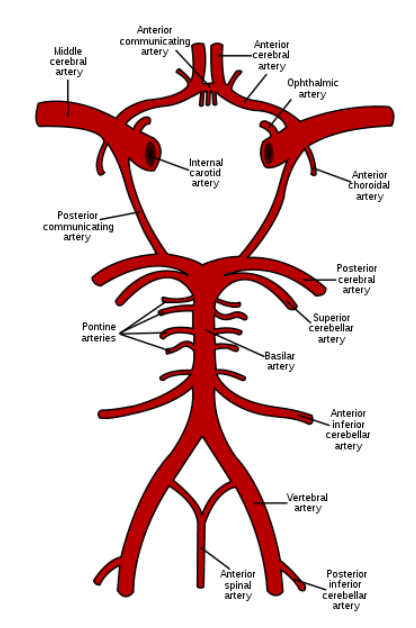 Anterior
communicating
artery
Middle
cerebral
artery
Anterior
cerebral
artery
Ophthalmic
artery
Internal
carotid
artery
Anterior
choroidal
artery
Posterior
communicating
artery
Posterior
cerebral
artery
Superior
cerebellar
artery
Pontine
arteries
Basilar
artery
Anterior
inferior
cerebellar
artery
Vertebral
artery
Anterior
spinal
artery
Posterior
inferior
cerebellar
artery